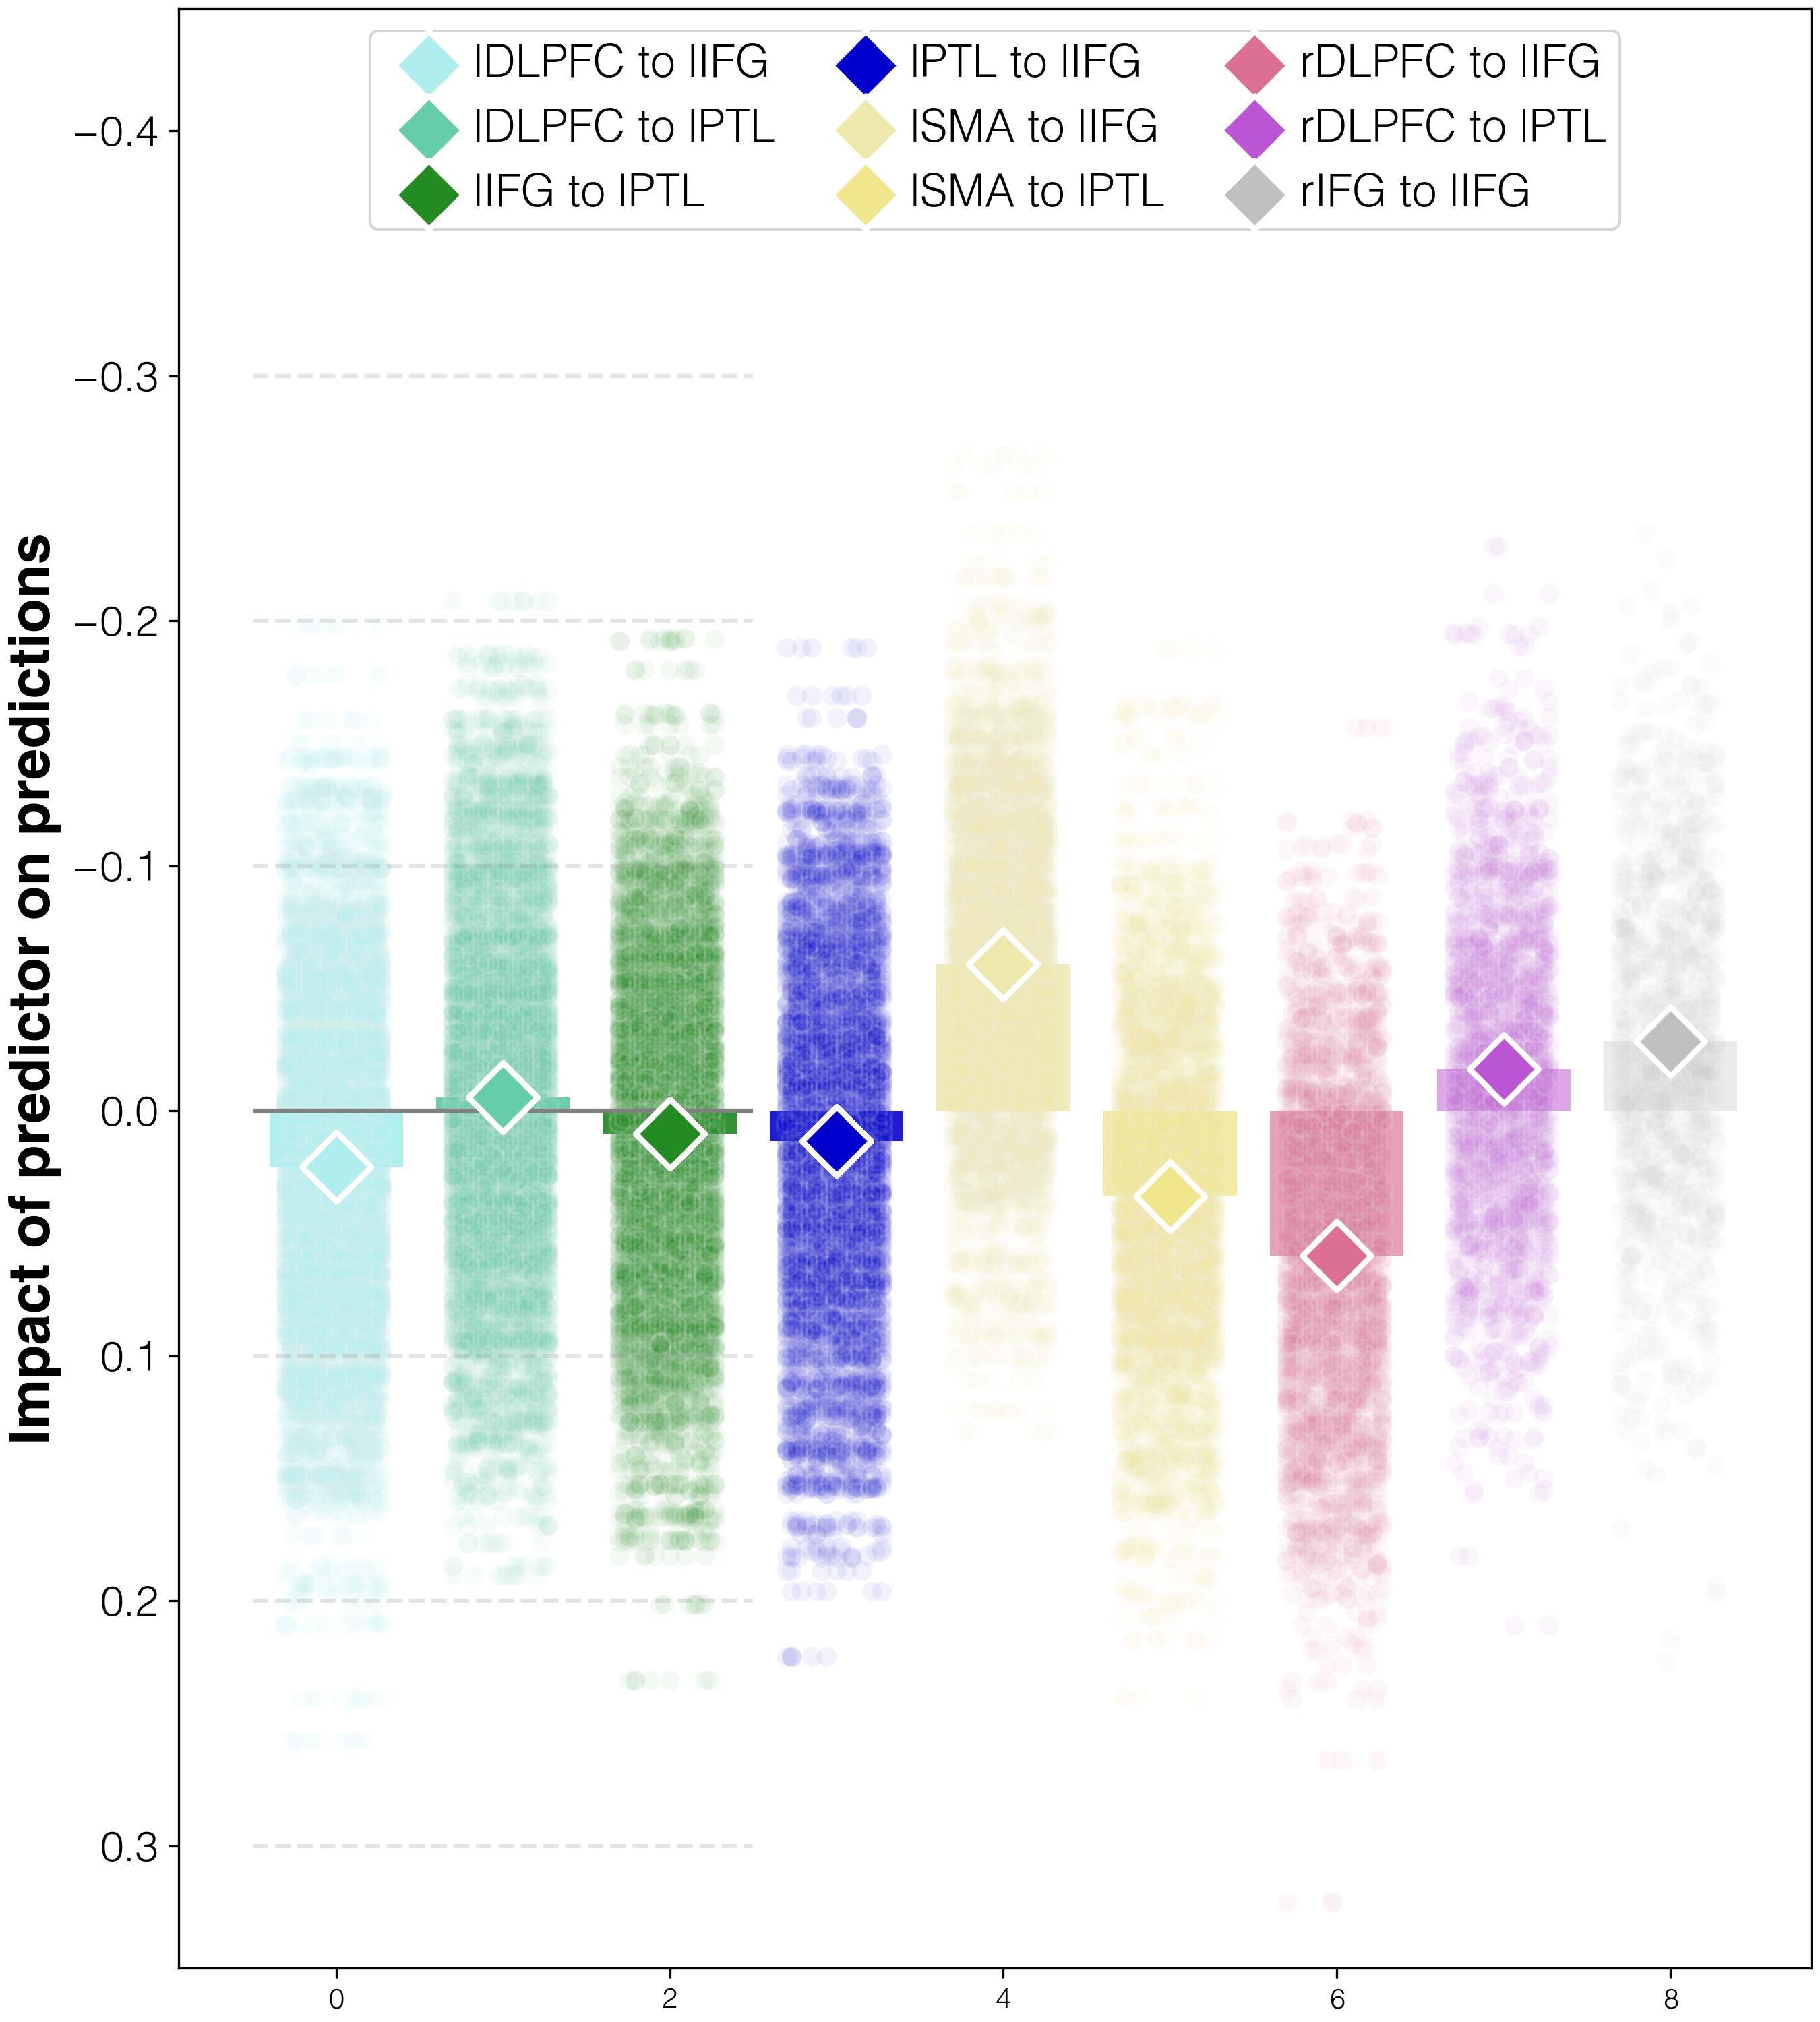 lDLPFC to lIFG
lDLPFC to lPTL
lIFG to lPTL
lPTL to lIFG
lSMA to lIFG
lSMA to lPTL
rDLPFC to lIFG
rDLPFC to lPTL
rIFG to lIFG
Impact of predictor on predictions
−0.4
−0.3
−0.2
−0.1
0.0
0.1
0.2
0.3
0
2
4
6
8